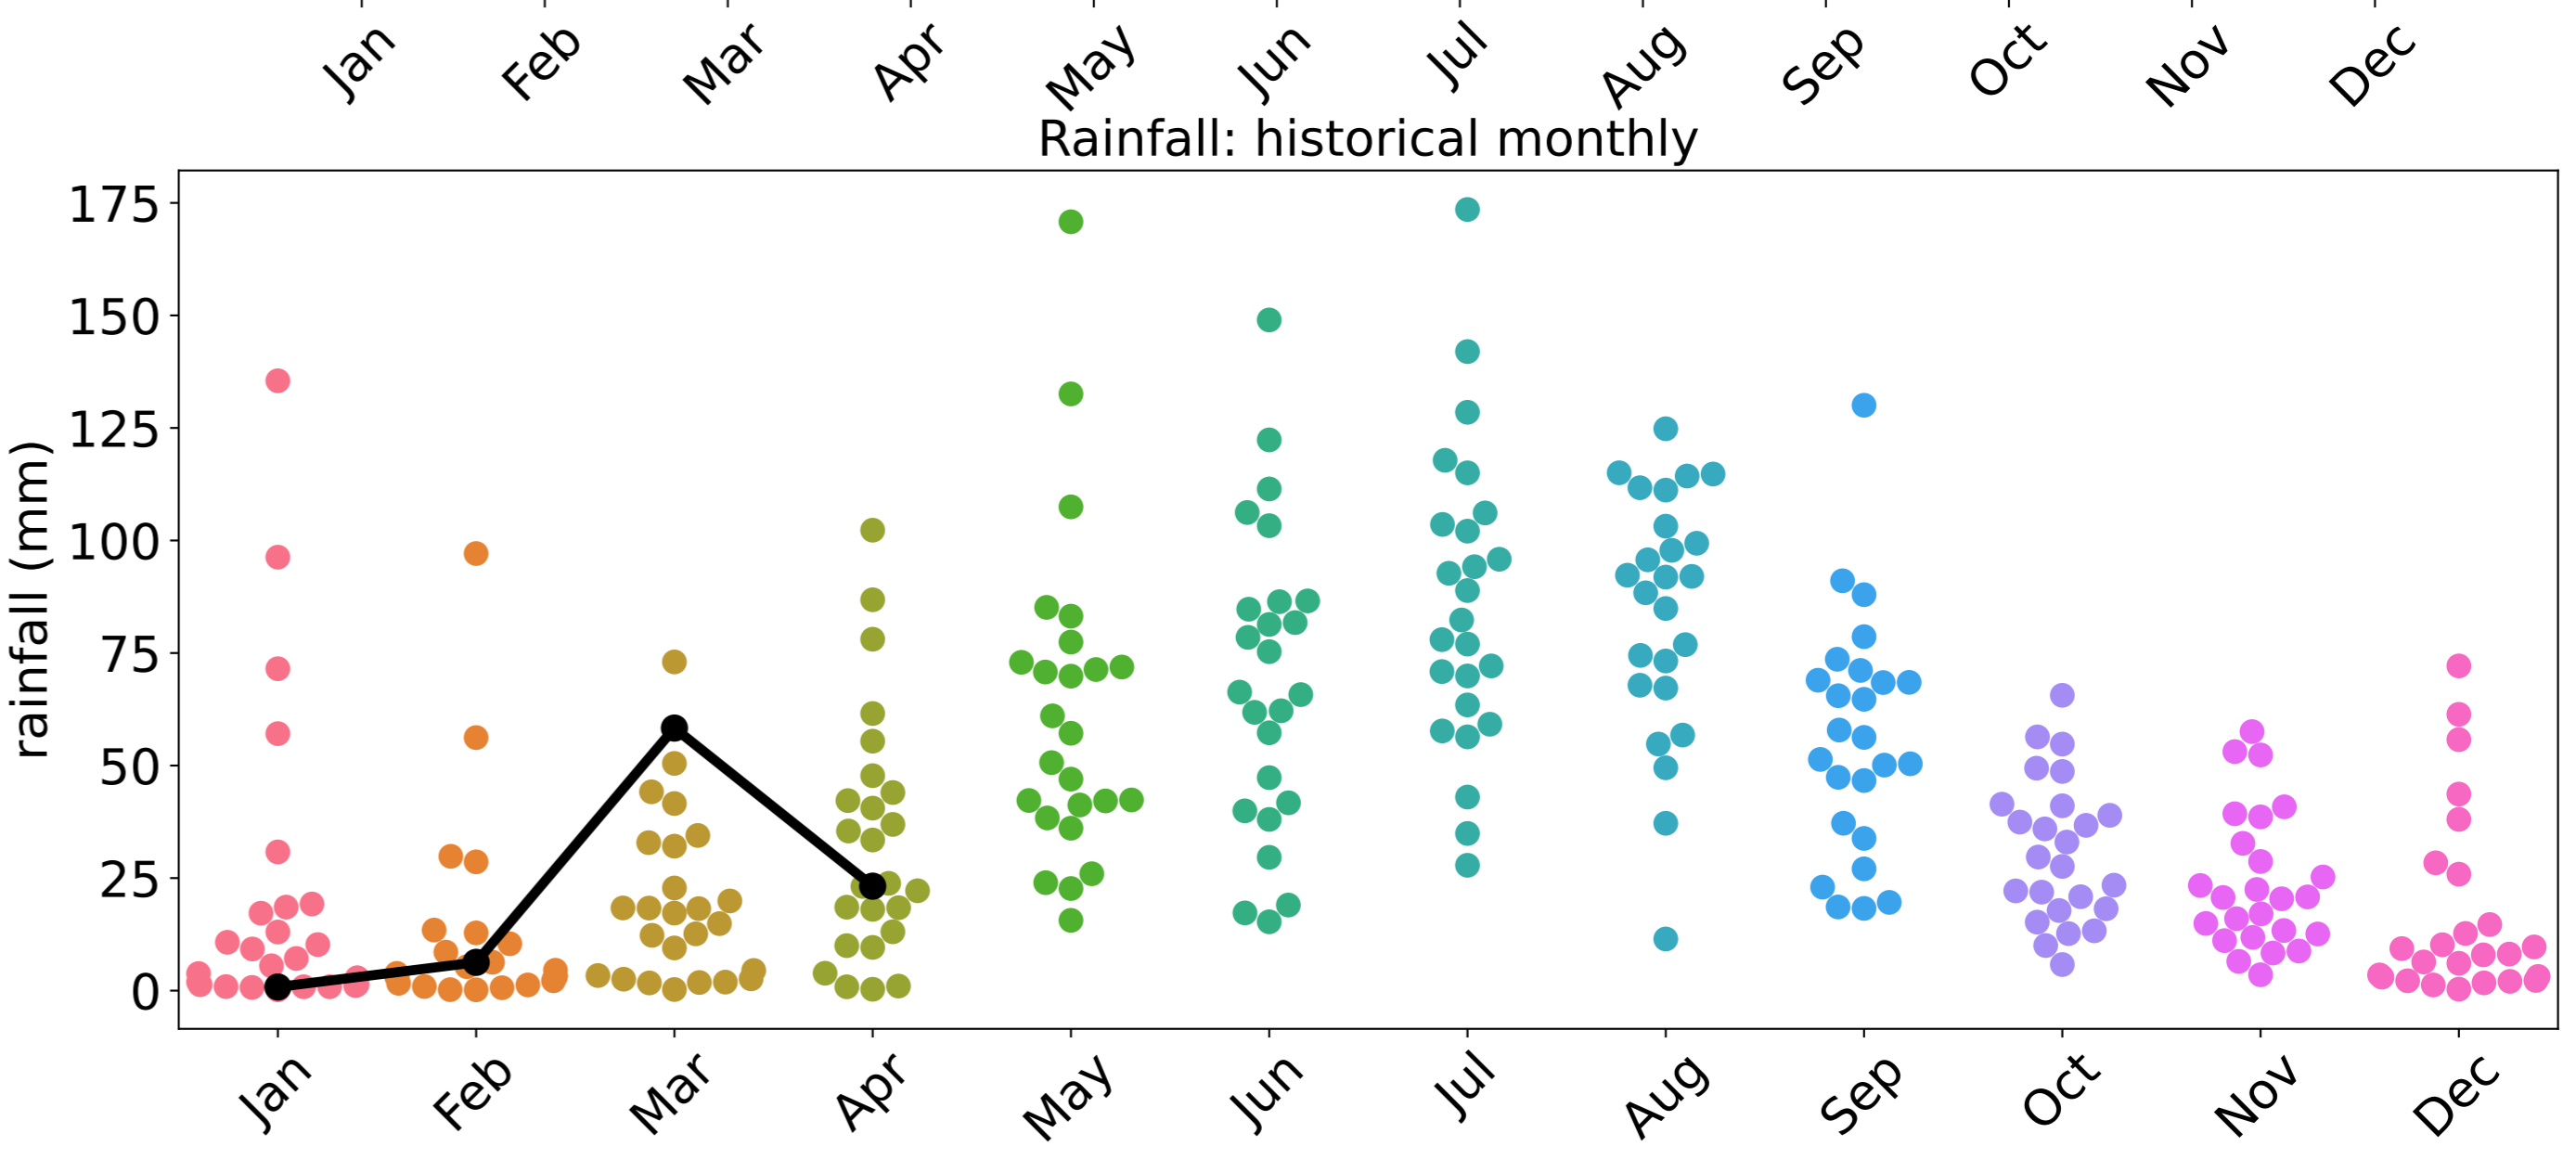 Jan Feb Mar Apr May Jun Jul Aug Sep Oct Nov Dec
Rainfall: historical monthly
175
150
125
100
75
50
25
0
rainfall (mm)
Jan Feb Mar Apr May Jun Jul Aug Sep Oct Nov Dec